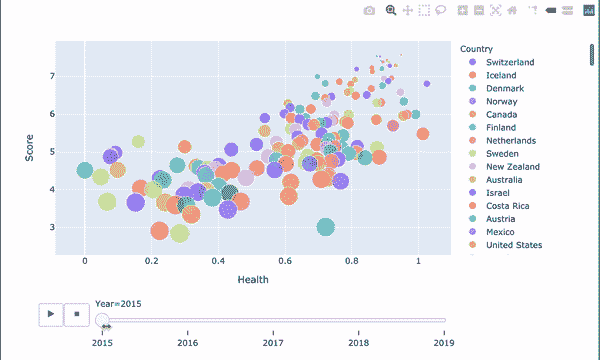 Country
Switzerland
Iceland
Denmark
Norway
Canada
Finland
Netherlands
Sweden
New Zealand
Australia
Israel
Costa Rica
Austria
Mexico
United States
7
6
5
4
3
Score
0
0.2
0.4
0.6
0.8
1
Health
Year=2015
2015
2016
2017
2018
2019